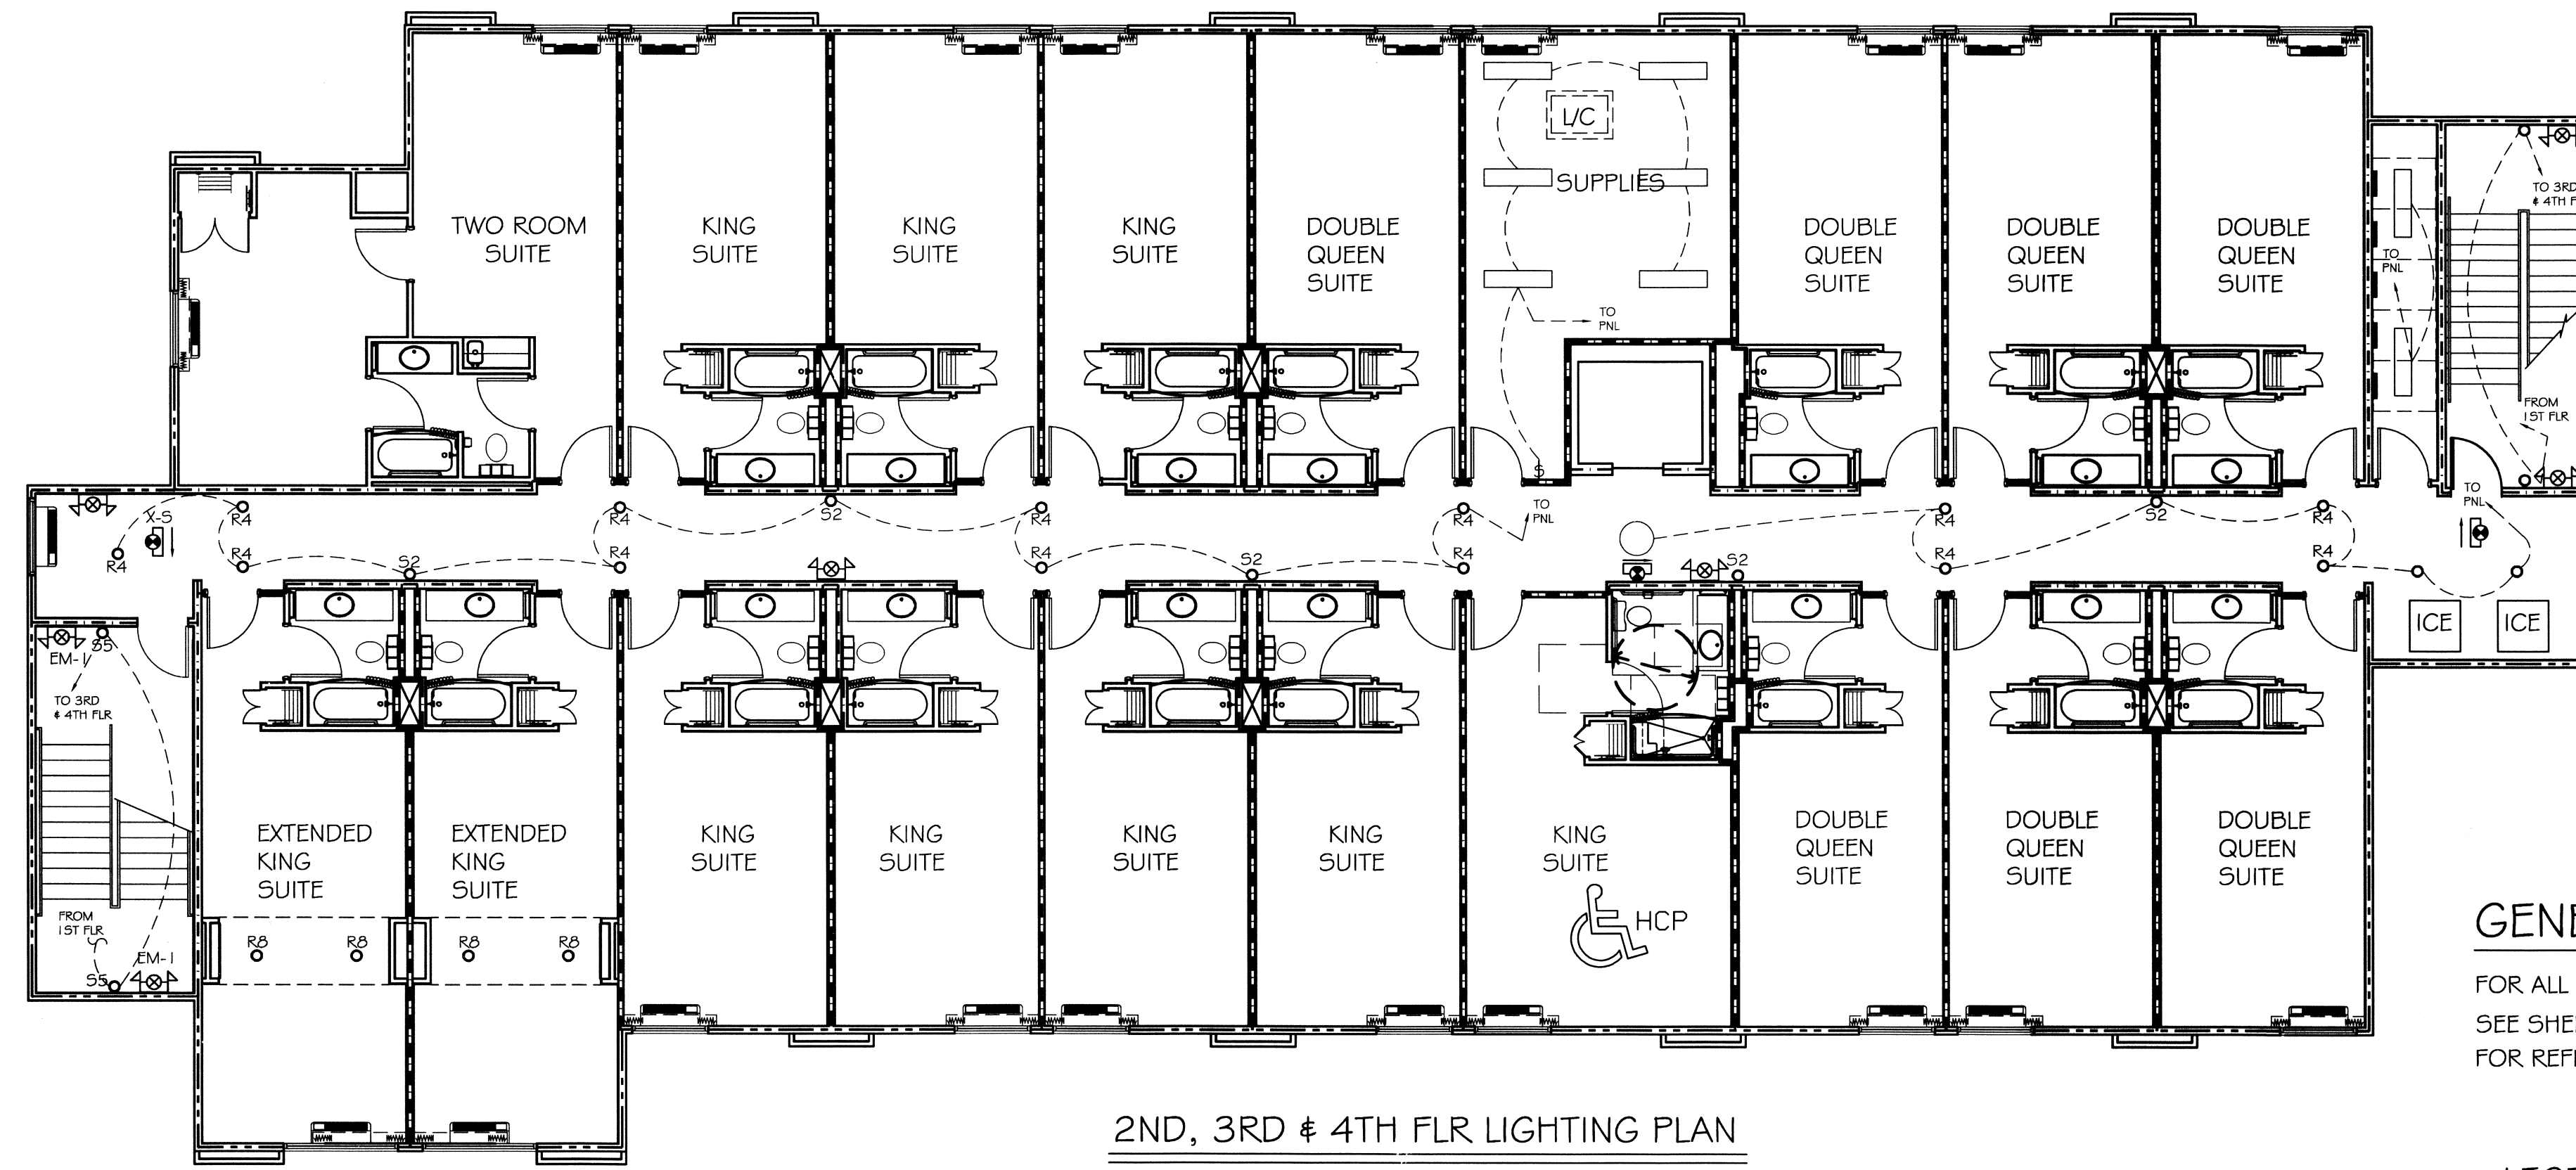 TWO ROOM
SUITE
KING
SUITE
KING
SUITE
KING
SUITE
DOUBLE
QUEEN
SUITE
L/C
SUPPLIES
TO
PNL
DOUBLE
QUEEN
SUITE
DOUBLE
QUEEN
SUITE
DOUBLE
QUEEN
SUITE
TO
PNL
TO 3RD
& 4TH F
FROM
1ST FLR
S
TO
PNL
TO
PNL
X-S
R4
R4
R4
S2
R4
R4
S2
R4
R4
S2
R4
R4
S2
R4
R4
S2
R4
R4
ICE
ICE
EM-1
S5
TO 3RD
& 4TH FLR
FROM
1ST FLR
S5
EM-1
EXTENDED
KING
SUITE
R8
R8
EXTENDED
KING
SUITE
R8
R8
KING
SUITE
KING
SUITE
KING
SUITE
KING
SUITE
KING
SUITE
HCP
DOUBLE
QUEEN
SUITE
DOUBLE
QUEEN
SUITE
DOUBLE
QUEEN
SUITE
GENE
FOR ALL
SEE SHE
FOR REF
2ND, 3RD & 4TH FLR LIGHTING PLAN